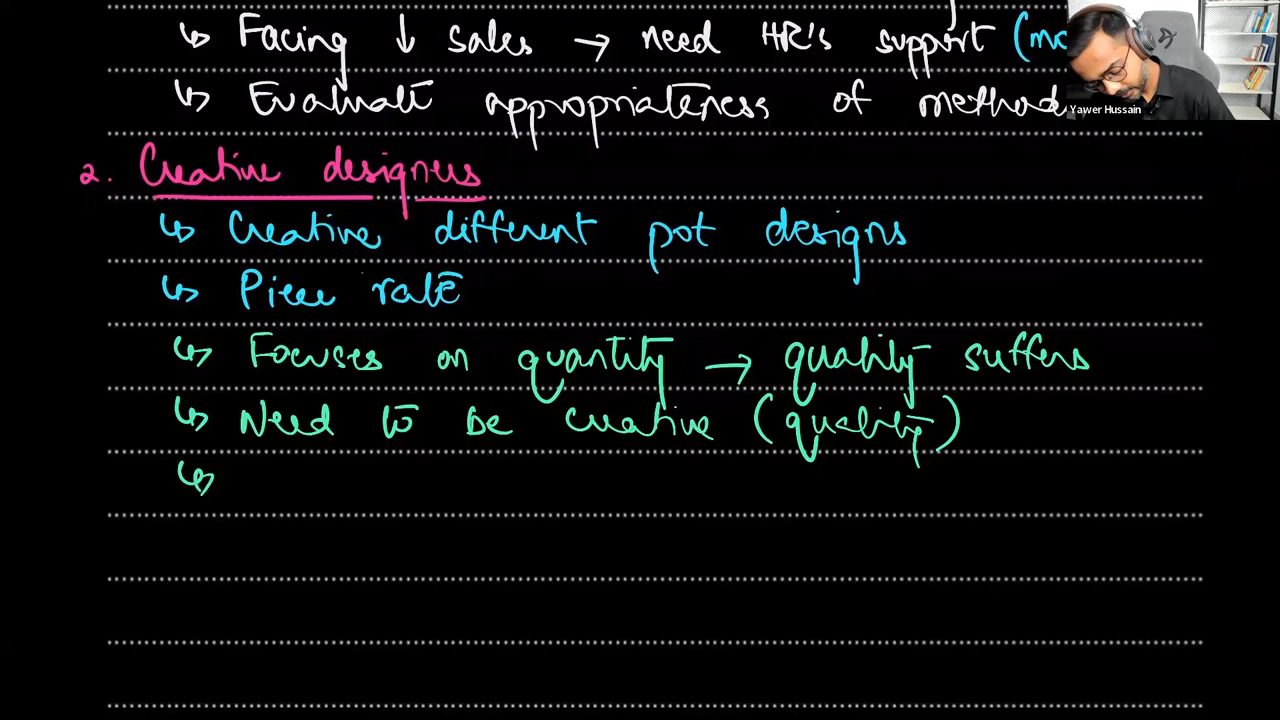 ↳ Facing ↓ sales → need HR's support (mo
↳ Evaluate appropriateness of method
Yawer Hussain
2. Creative designers
↳ Creative different pot designs
↳ Piece rate
↳ Focuses on quantity → quality suffers
↳ Need to be creative (quality)
↳